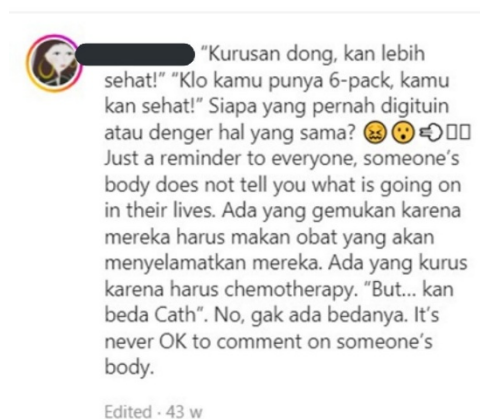 “Kurusan dong, kan lebih
sehat!” “Klo kamu punya 6-pack, kamu
kan sehat!” Siapa yang pernah digituin
atau denger hal yang sama? 😖😯💨
Just a reminder to everyone, someone’s
body does not tell you what is going on
in their lives. Ada yang gemukan karena
mereka harus makan obat yang akan
menyelamatkan mereka. Ada yang kurus
karena harus chemotherapy. “But... kan
beda Cath”. No, gak ada bedanya. It’s
never OK to comment on someone’s
body.
Edited · 43 w